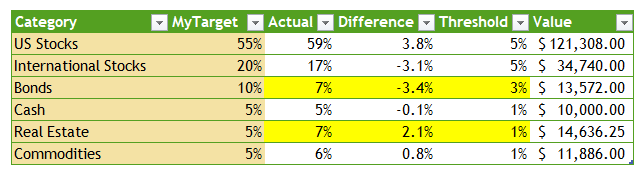 Category MyTarget Actual Difference Threshold Value
US Stocks 55% 59% 3.8% 5% $ 121,308.00
International Stocks 20% 17% -3.1% 5% $ 34,740.00
Bonds 10% 7% -3.4% 3% $ 13,572.00
Cash 5% 5% -0.1% 1% $ 10,000.00
Real Estate 5% 7% 2.1% 1% $ 14,636.25
Commodities 5% 6% 0.8% 1% $ 11,886.00